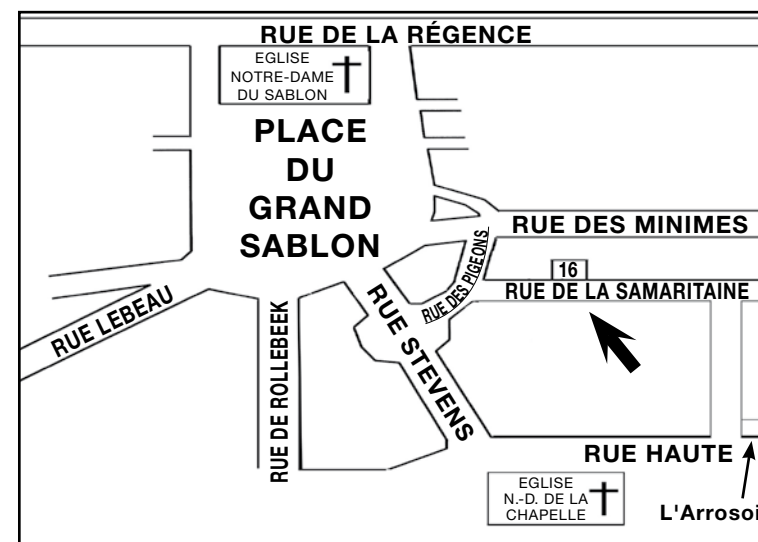 RUE DE LA RÉGENCE
EGLISE
NOTRE-DAME
DU SABLON
PLACE
DU
GRAND
SABLON
RUE DES MINIMES
RUE DES PIGEONS
16
RUE DE LA SAMARITAINE
RUE LEBEAU
RUE DE ROLLEBEEK
RUE STEVENS
RUE HAUTE
EGLISE
N.-D. DE LA
CHAPELLE
L'Arrosoi